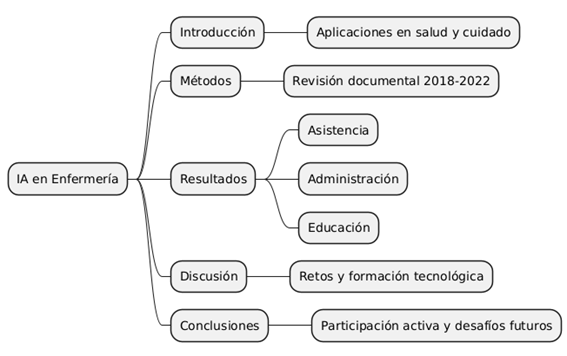 IA en Enfermería
Introducción
Aplicaciones en salud y cuidado
Métodos
Revisión documental 2018-2022
Resultados
Asistencia
Administración
Educación
Discusión
Retos y formación tecnológica
Conclusiones
Participación activa y desafíos futuros